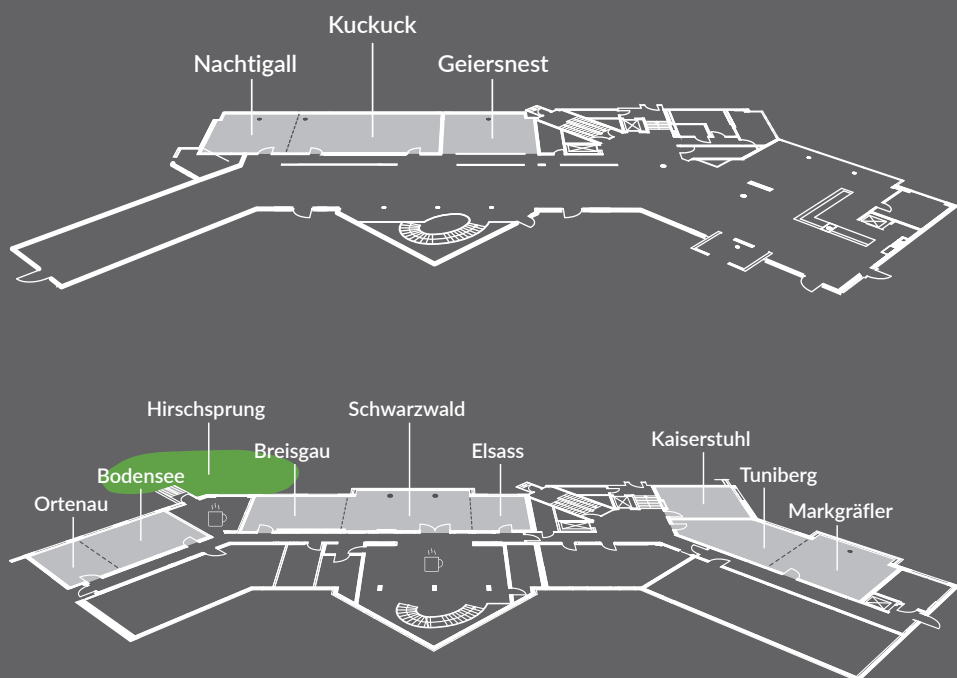 Kuckuck
Nachtigall
Geiersnest
Hirschsprung
Schwarzwald
Breisgau
Elsass
Kaiserstuhl
Bodensee
Tuniberg
Ortenau
Markgräfler